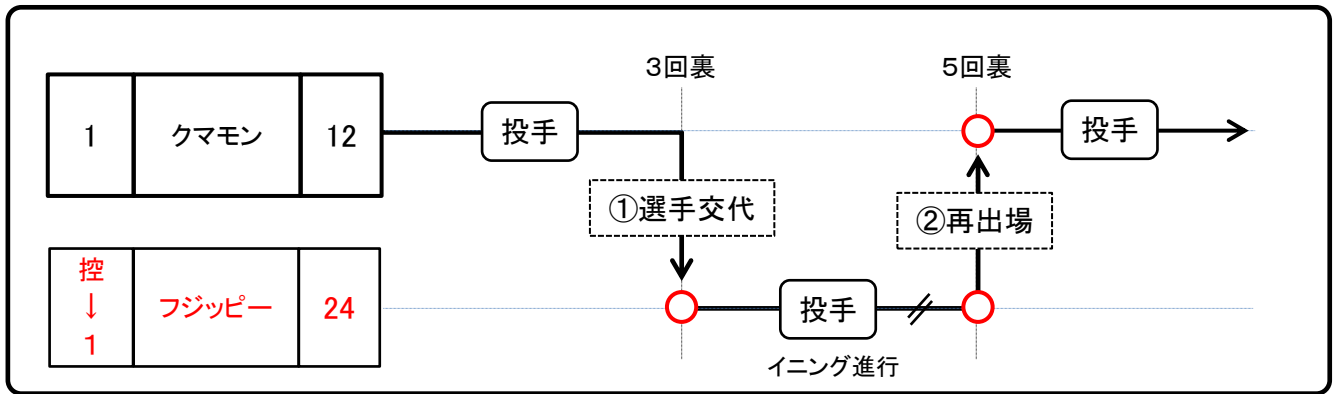 3回裏
5回裏
1
クマモン
12
投手
投手
①選手交代
②再出場
控
↓
1
フジッピー
24
投手
イニング進行